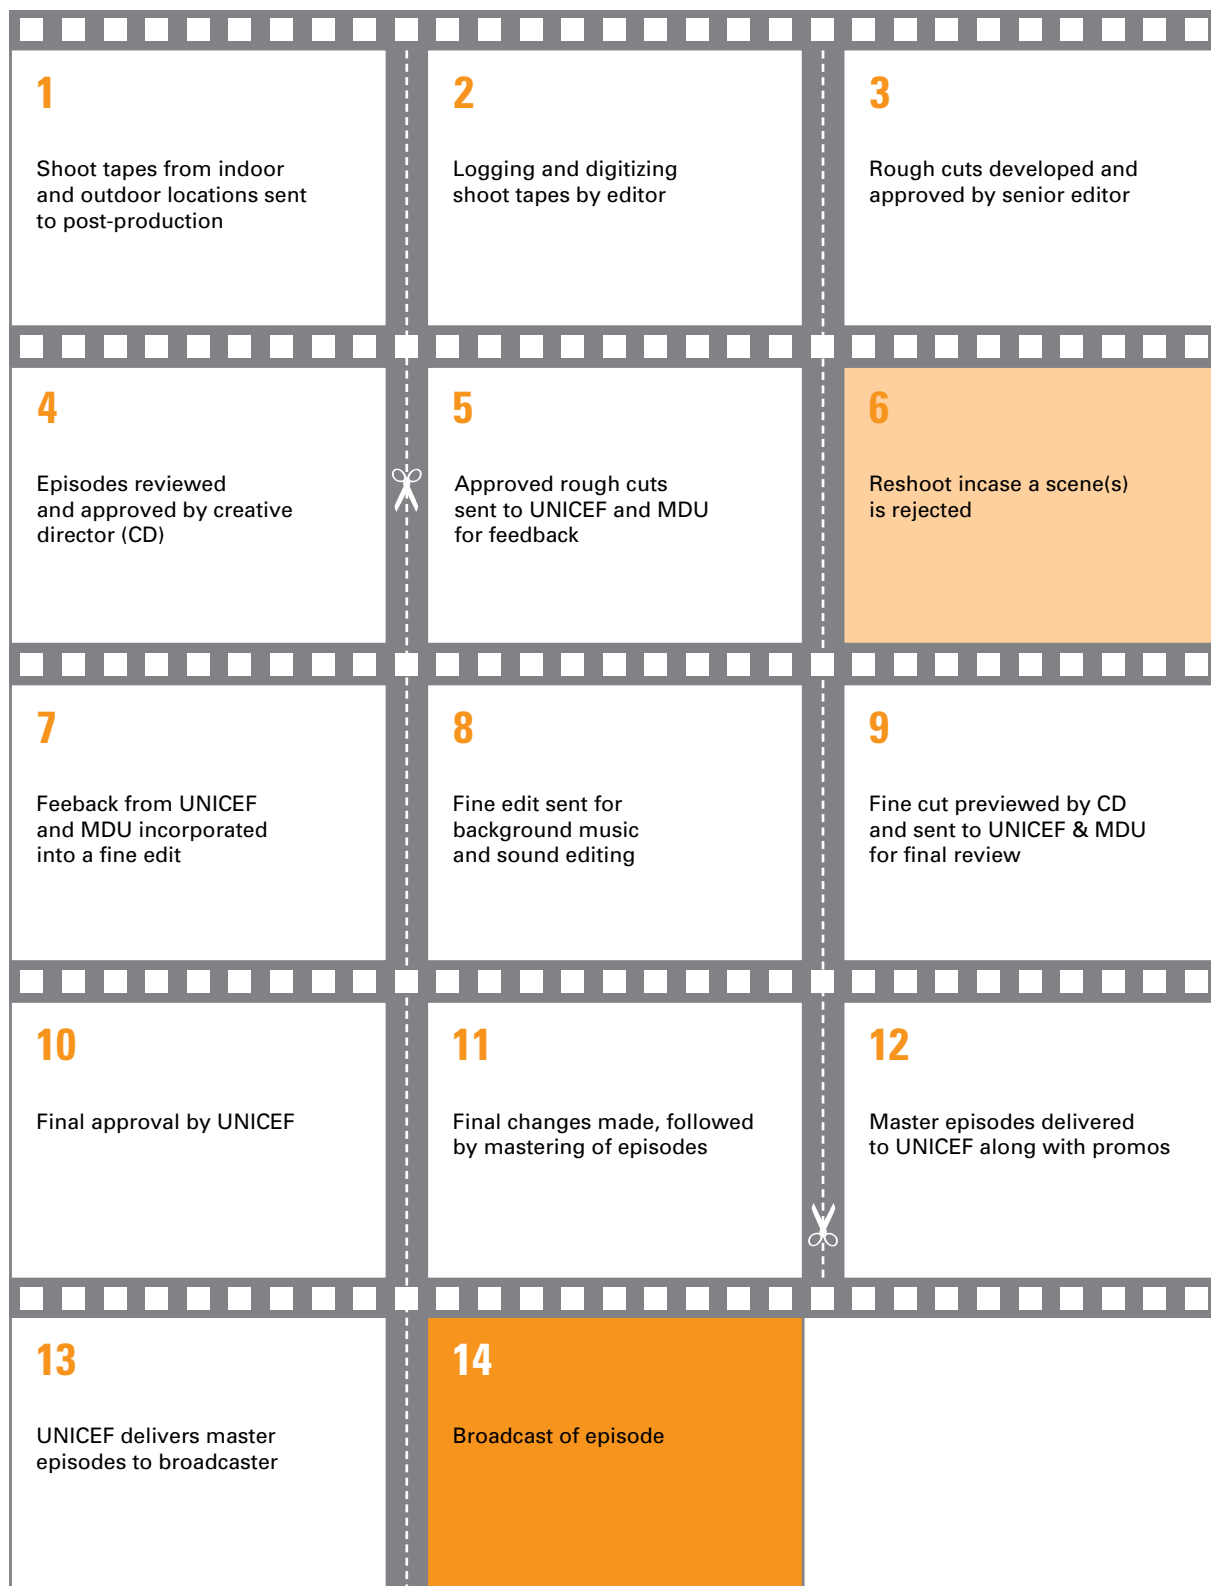 1
Shoot tapes from indoor
and outdoor locations sent
to post-production
2
Logging and digitizing
shoot tapes by editor
3
Rough cuts developed and
approved by senior editor
4
Episodes reviewed
and approved by creative
director (CD)
5
Approved rough cuts
sent to UNICEF and MDU
for feedback
6
Reshoot incase a scene(s)
is rejected
7
Feeback from UNICEF
and MDU incorporated
into a fine edit
8
Fine edit sent for
background music
and sound editing
9
Fine cut previewed by CD
and sent to UNICEF & MDU
for final review
10
Final approval by UNICEF
11
Final changes made, followed
by mastering of episodes
12
Master episodes delivered
to UNICEF along with promos
13
UNICEF delivers master
episodes to broadcaster
14
Broadcast of episode